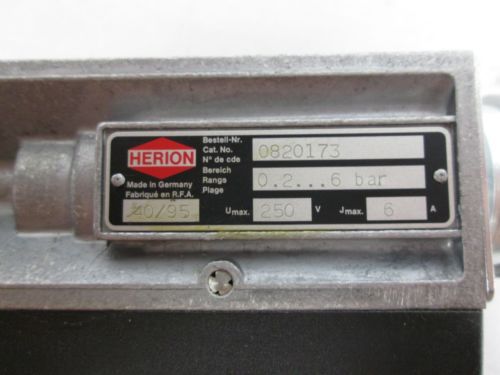 HERION
Made in Germany
Fabriqué en R.F.A.
40/95
Bestell-Nr.
Cat. No.
N° de cde
0820173
Bereich
Range
Plage
0.2...6 bar
Umax. 250 V Jmax. 6 A